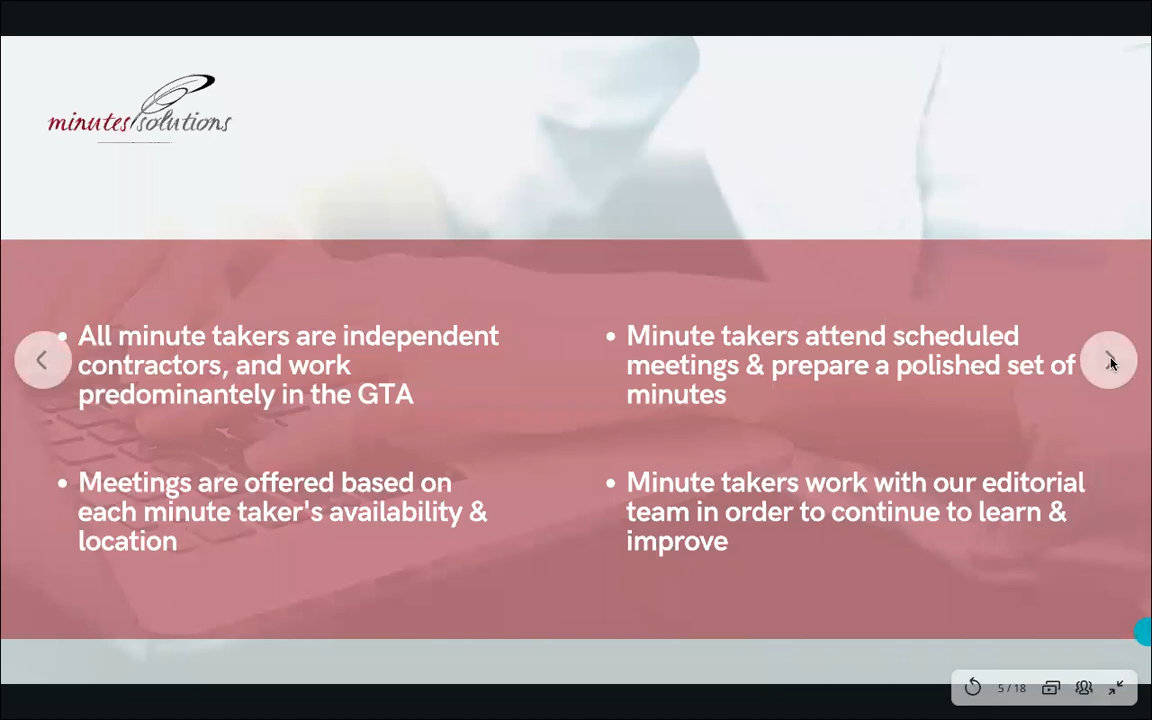 minutes solutions
All minute takers are independent
contractors, and work
predominantely in the GTA
Meetings are offered based on
each minute taker's availability &
location
Minute takers attend scheduled
meetings & prepare a polished set of
minutes
Minute takers work with our editorial
team in order to continue to learn &
improve
5 / 18